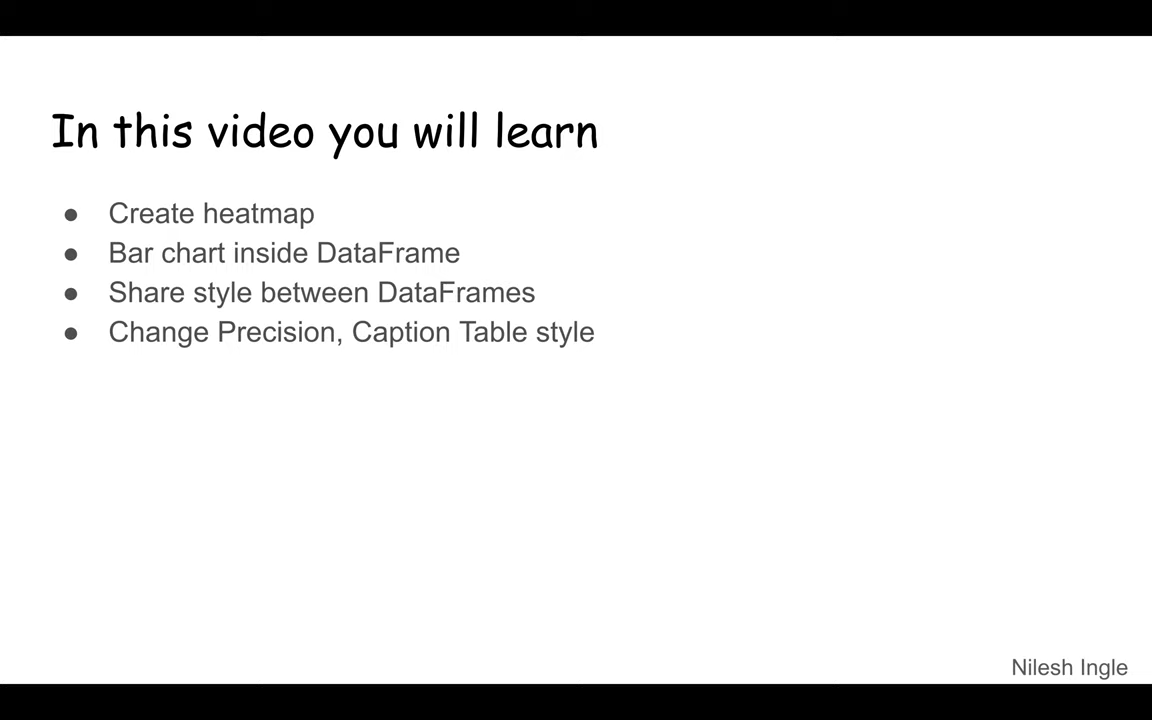 In this video you will learn
● Create heatmap
● Bar chart inside DataFrame
● Share style between DataFrames
● Change Precision, Caption Table style
Nilesh Ingle